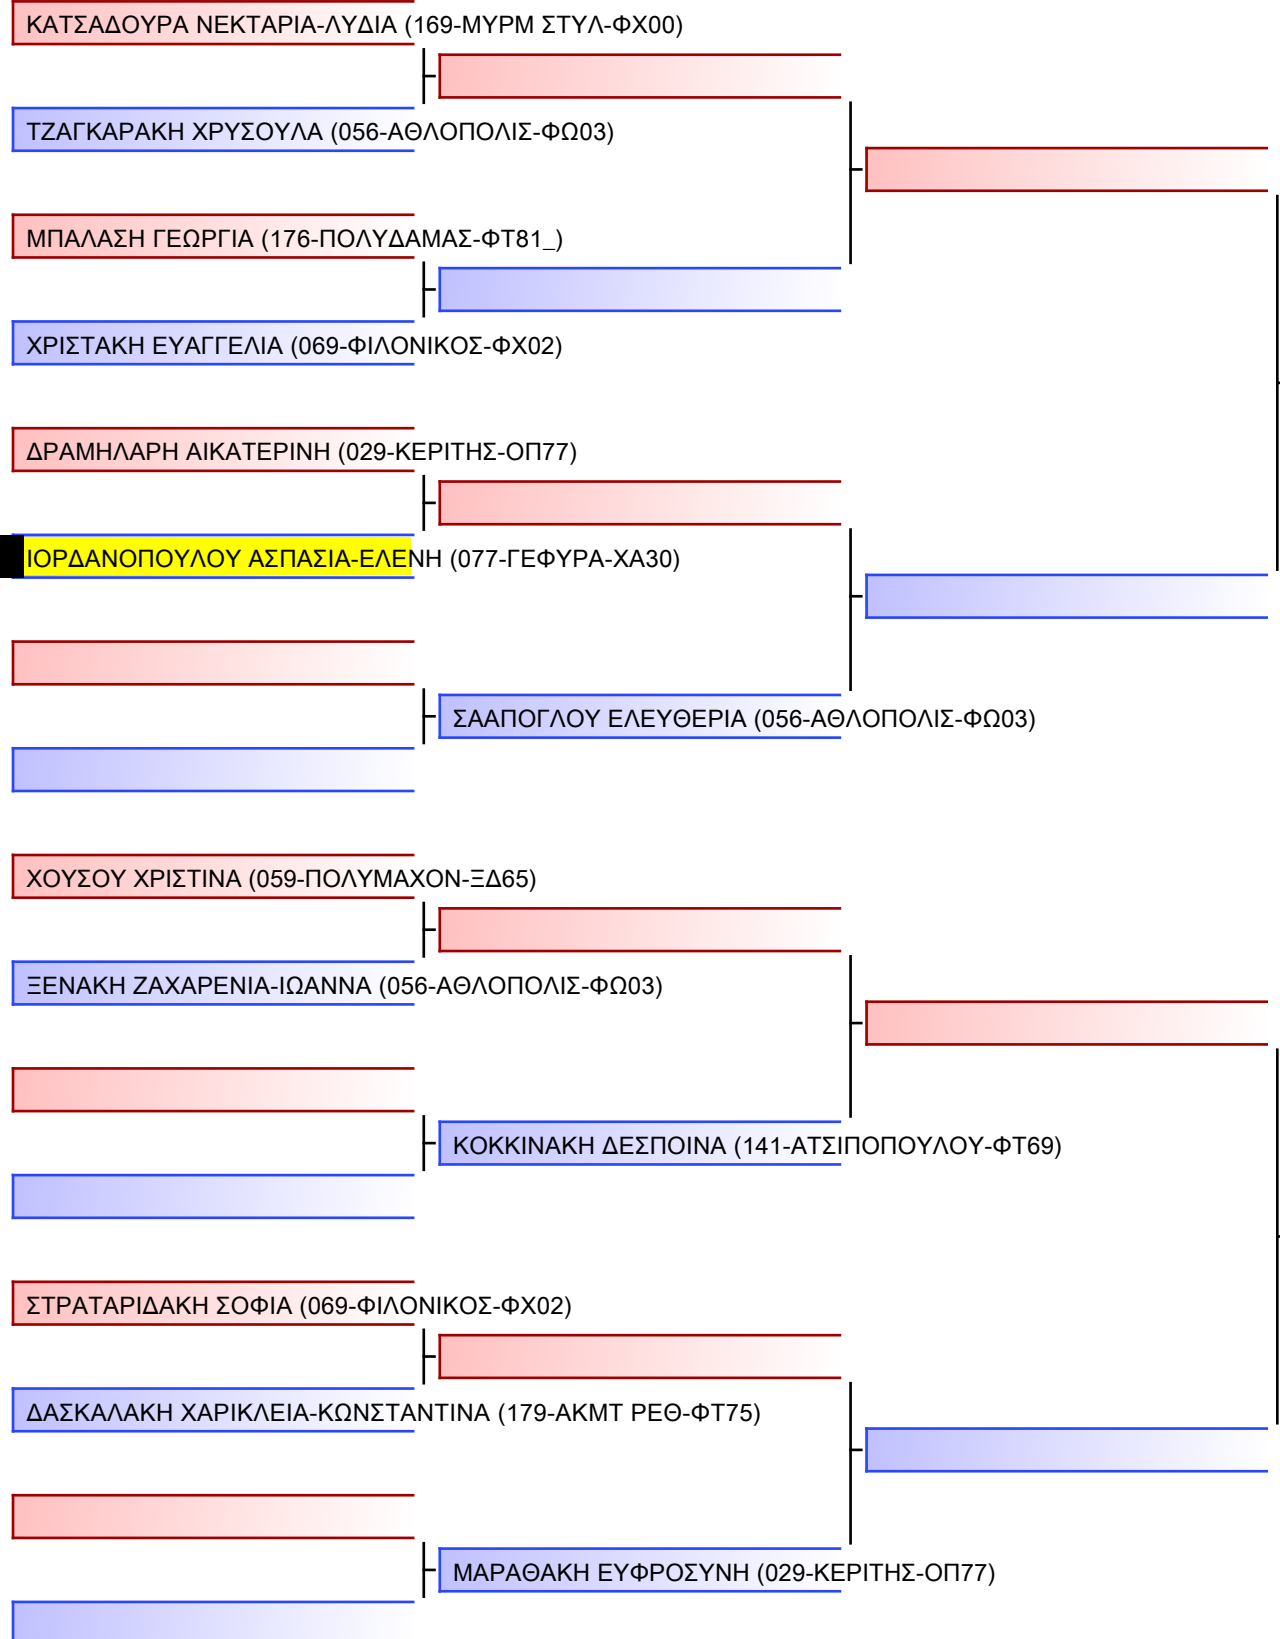 ΚΑΤΣΑΔΟΥΡΑ ΝΕΚΤΑΡΙΑ-ΛΥΔΙΑ (169-ΜΥΡΜ ΣΤΥΛ-ΦΧ00)
ΤΖΑΓΚΑΡΑΚΗ ΧΡΥΣΟΥΛΑ (056-ΑΘΛΟΠΟΛΙΣ-ΦΩ03)
ΜΠΑΛΑΣΗ ΓΕΩΡΓΙΑ (176-ΠΟΛΥΔΑΜΑΣ-ΦΤ81_)
ΧΡΙΣΤΑΚΗ ΕΥΑΓΓΕΛΙΑ (069-ΦΙΛΟΝΙΚΟΣ-ΦΧ02)
ΔΡΑΜΗΛΑΡΗ ΑΙΚΑΤΕΡΙΝΗ (029-ΚΕΡΙΤΗΣ-ΟΠ77)
ΙΟΡΔΑΝΟΠΟΥΛΟΥ ΑΣΠΑΣΙΑ-ΕΛΕΝΗ (077-ΓΕΦΥΡΑ-ΧΑ30)
ΣΑΑΠΟΓΛΟΥ ΕΛΕΥΘΕΡΙΑ (056-ΑΘΛΟΠΟΛΙΣ-ΦΩ03)
ΧΟΥΣΟΥ ΧΡΙΣΤΙΝΑ (059-ΠΟΛΥΜΑΧΟΝ-ΞΔ65)
ΞΕΝΑΚΗ ΖΑΧΑΡΕΝΙΑ-ΙΩΑΝΝΑ (056-ΑΘΛΟΠΟΛΙΣ-ΦΩ03)
ΚΟΚΚΙΝΑΚΗ ΔΕΣΠΟΙΝΑ (141-ΑΤΣΙΠΟΠΟΥΛΟΥ-ΦΤ69)
ΣΤΡΑΤΑΡΙΔΑΚΗ ΣΟΦΙΑ (069-ΦΙΛΟΝΙΚΟΣ-ΦΧ02)
ΔΑΣΚΑΛΑΚΗ ΧΑΡΙΚΛΕΙΑ-ΚΩΝΣΤΑΝΤΙΝΑ (179-ΑΚΜΤ ΡΕΘ-ΦΤ75)
ΜΑΡΑΘΑΚΗ ΕΥΦΡΟΣΥΝΗ (029-ΚΕΡΙΤΗΣ-ΟΠ77)